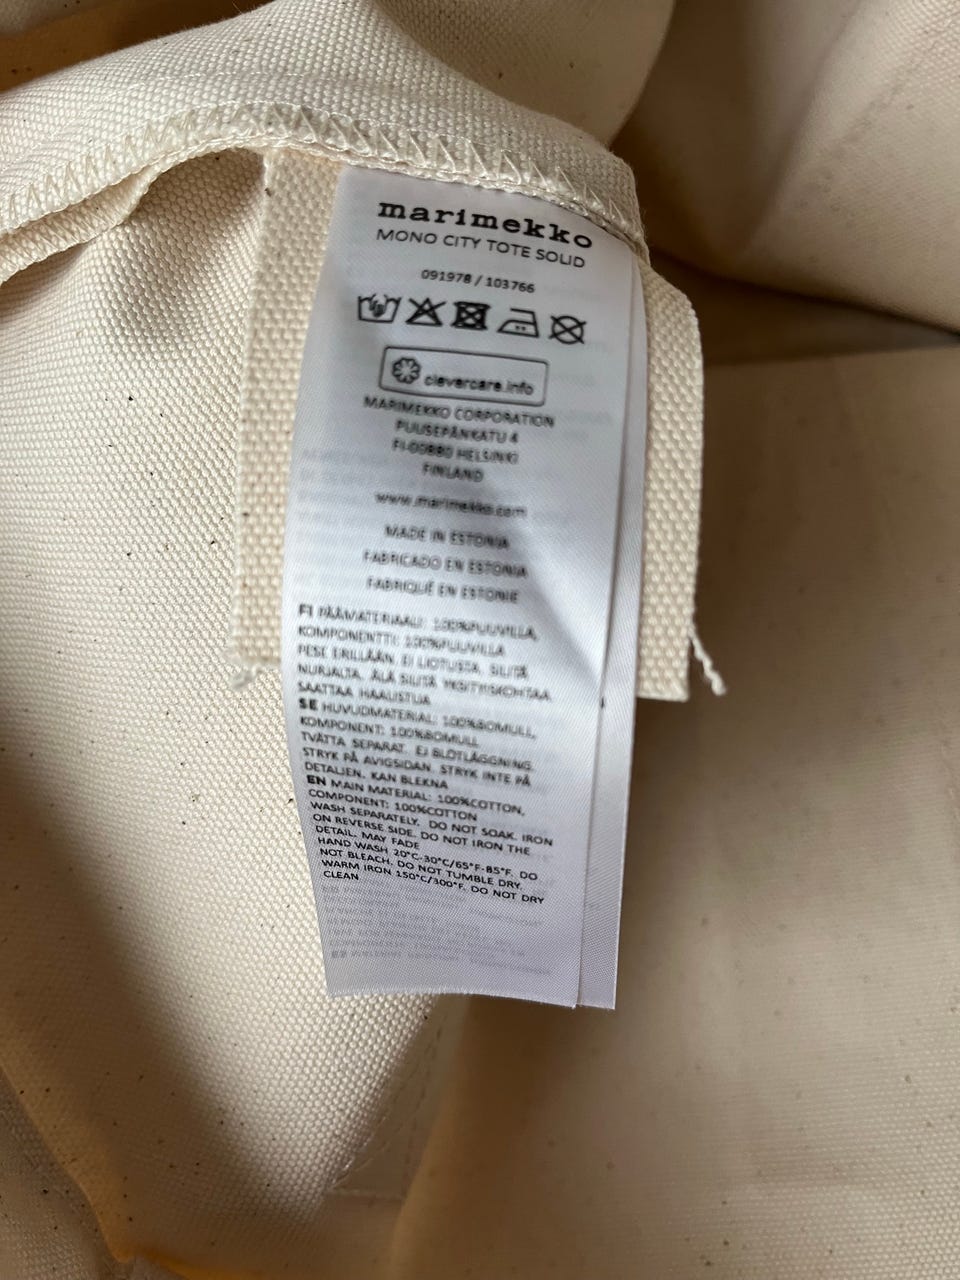 marimekko
MONO CITY TOTE SOLID
091978 / 103766
clevercare.info
MARIMEKKO CORPORATION
PUUSEPÄNKATU 4
FI-00880 HELSINKI
FINLAND
www.marimekko.com
MADE IN ESTONIA
FABRICADO EN ESTONIA
FABRIQUÉ EN ESTONIE
FI PÄÄMATERIAALI: 100%PUUVILLA,
KOMPONENTTI: 100%PUUVILLA
PESE ERILLÄÄN. EI LIOTUSTA. SILITÄ
NURJALTA. ÄLÄ SILITÄ YKSITYISKOHTAA
SAATTAA HAALISTUA
SE HUVUDMATERIAL: 100%BOMULL,
KOMPONENT: 100%BOMULL
TVÄTTA SEPARAT. EJ BLÖTLÄGGNING.
STRYK PÅ AVIGSIDAN. STRYK INTE PÅ
DETALJEN. KAN BLEKNA
EN MAIN MATERIAL: 100%COTTON,
COMPONENT: 100%COTTON
WASH SEPARATELY. DO NOT SOAK. IRON
ON REVERSE SIDE. DO NOT IRON THE
DETAIL. MAY FADE
HAND WASH 20°C-30°C/65°F-85°F. DO
NOT BLEACH. DO NOT TUMBLE DRY.
WARM IRON 150°C/300°F. DO NOT DRY
CLEAN